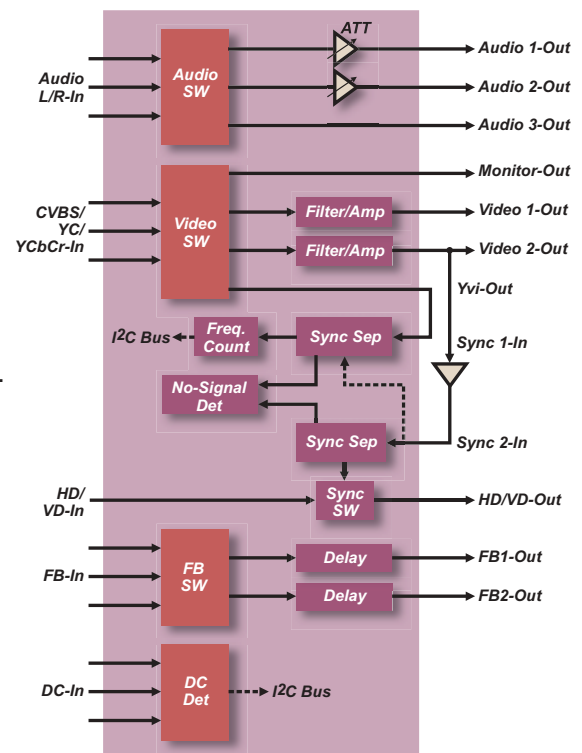 ATT
Audio 1-Out
Audio
L/R-In
Audio
SW
Audio 2-Out
Audio 3-Out
Monitor-Out
CVBS/
YC/
YCbCr-In
Video
SW
Filter/Amp
Video 1-Out
Filter/Amp
Video 2-Out
Yvi-Out
I2C Bus
Freq.
Count
Sync Sep
Sync 1-In
No-Signal
Det
Sync Sep
Sync 2-In
HD/
VD-In
Sync
SW
HD/VD-Out
FB-In
FB
SW
Delay
FB1-Out
Delay
FB2-Out
DC-In
DC
Det
I2C Bus